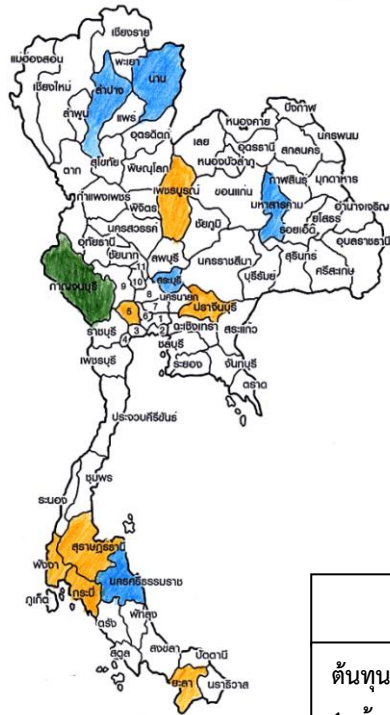 เชียงราย
แม่ฮ่องสอน
พะเยา
น่าน
เชียงใหม่
ลำปาง
ลำพูน
แพร่
บึงกาฬ
หนองคาย
เลย
อุดรธานี
นครพนม
อุตรดิตถ์
หนองบัวลำภู
สกลนคร
ตาก
สุโขทัย
พิษณุโลก
เพชรบูรณ์
ขอนแก่น
กาฬสินธุ์
มุกดาหาร
กำแพงเพชร
พิจิตร
มหาสารคาม
อำนาจเจริญ
ชัยภูมิ
ร้อยเอ็ด
ยโสธร
นครสวรรค์
อุทัยธานี
ลพบุรี
อุบลราชธานี
ชัยนาท
นครราชสีมา
บุรีรัมย์
สุรินทร์
ศรีสะเกษ
11
กาญจนบุรี
9
10
สระบุรี
8
นครนายก
ปราจีนบุรี
7
5
6
1
ฉะเชิงเทรา
สระแก้ว
ราชบุรี
3
2
4
ชลบุรี
เพชรบุรี
ระยอง
จันทบุรี
ตราด
ประจวบคีรีขันธ์
ชุมพร
ระนอง
สุราษฎร์ธานี
พังงา
นครศรีธรรมราช
ภูเก็ต
กระบี่
ตรัง
พัทลุง
สตูล
สงขลา
ปัตตานี
ยะลา
นราธิวาส
ต้นทุน